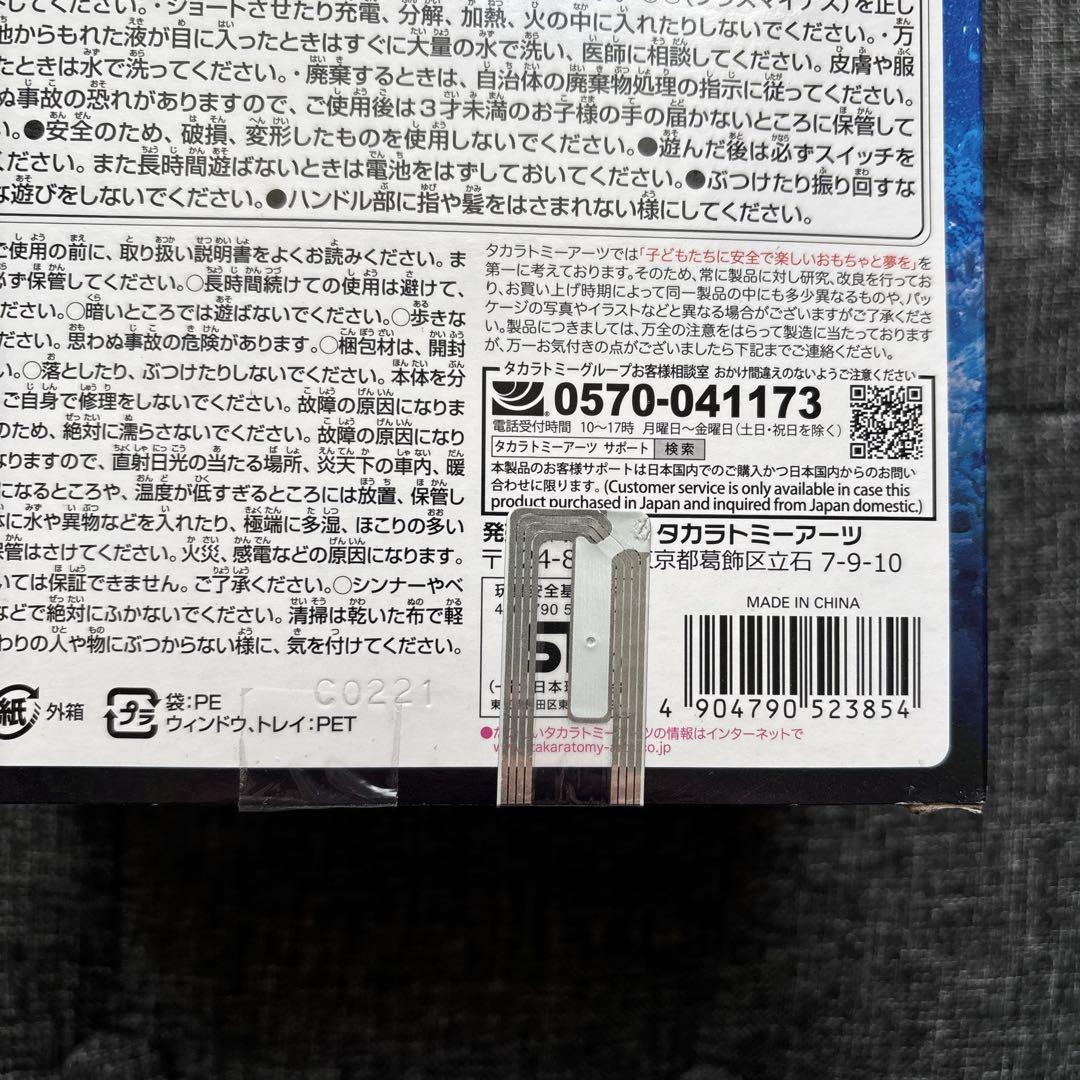 してください。・ショートさせたり充電、分解、加熱、火の中に入れたりしないでください。・万
池からもれた液が目に入ったときはすぐに大量の水で洗い、医師に相談してください。皮膚や服
たときは水で洗ってください。・廃棄するときは、自治体の廃棄物処理の指示に従ってください。
ぬ事故の恐れがありますので、ご使用後は3才未満のお子様の手の届かないところに保管して
い。●安全のため、破損、変形したものを使用しないでください。●遊んだ後は必ずスイッチを
ください。また長時間遊ばないときは電池をはずしておいてください。●ぶつけたり振り回すな
な遊びをしないでください。●ハンドル部に指や髪をはさまれない様にしてください。
ご使用の前に、取り扱い説明書をよくお読みください。ま
必ず保管してください。○長時間続けての使用は避けて、
ださい。○暗いところでは遊ばないでください。○歩きな
ださい。思わぬ事故の危険があります。○梱包材は、開封
い。○落としたり、ぶつけたりしないでください。本体を分
ご自身で修理をしないでください。故障の原因になりま
のため、絶対に濡らさないでください。故障の原因になり
なりますので、直射日光の当たる場所、炎天下の車内、暖
になるところや、温度が低すぎるところには放置、保管し
体に水や異物などを入れたり、極端に多湿、ほこりの多い
保管はさけてください。火災、感電などの原因になります。
いては保証できません。ご了承ください。○シンナーやベ
などで絶対にふかないでください。清掃は乾いた布で軽
わりの人や物にぶつからない様に、気を付けてください。
タカラトミーアーツでは「子どもたちに安全で楽しいおもちゃと夢を」を
第一に考えております。そのため、常に製品に対し研究、改良を行ってお
り、お買い上げ時期によって同一製品の中にも多少異なるものや、パッ
ケージの写真やイラストなどと異なる場合がございますがご了承くださ
い。製品につきましては、万全の注意をはらって製造に当たっております
が、万一お気付きの点がございましたら下記までご連絡ください。
タカラトミーグループお客様相談室 おかけ間違えのないようご注意ください
0570-041173
電話受付時間 10〜17時 月曜日〜金曜日(土日・祝日を除く)
タカラトミーアーツ サポート 検索
本製品のお客様サポートは日本国内でのご購入かつ日本国内からのお問い
合わせに限ります。(Customer service is only available in case this
product purchased in Japan and inquired from Japan domestic.)
発 タカラトミーアーツ
京都葛飾区立石 7-9-10
MADE IN CHINA
4 904790 523854
紙 外箱
プラ 袋:PE
ウィンドウ、トレイ:PET
C0221
タカラトミーアーツの情報はインターネットで